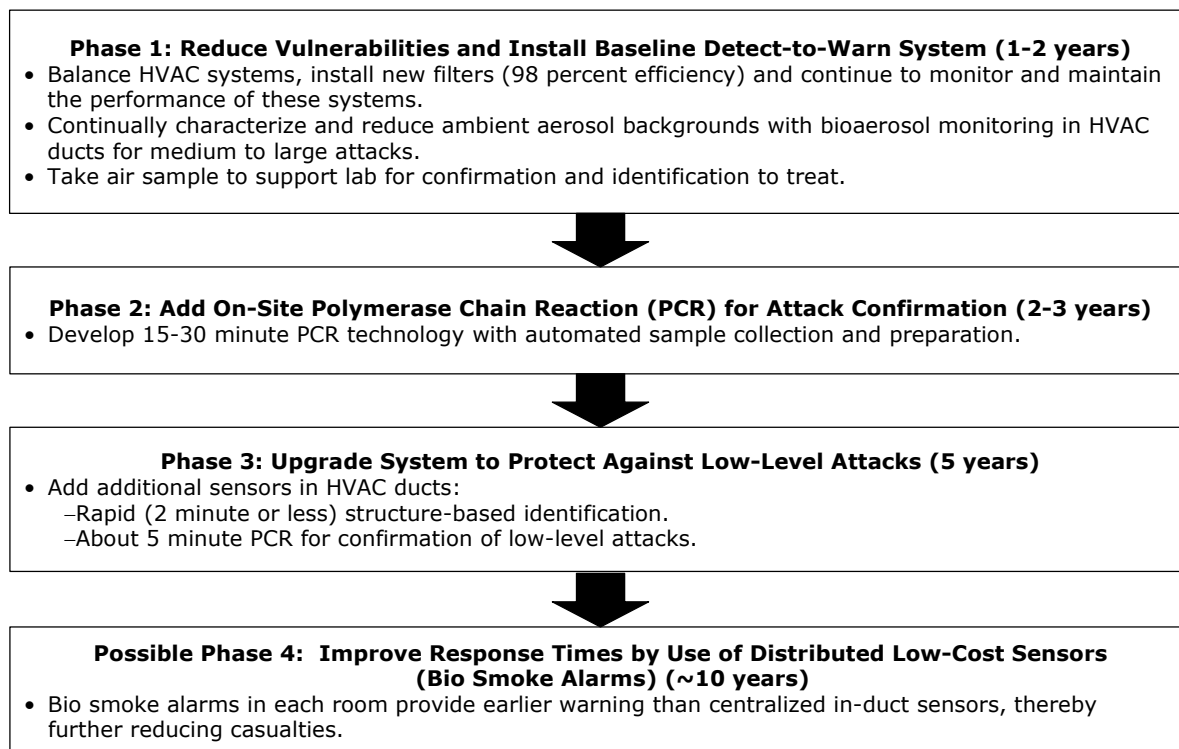 Phase 1: Reduce Vulnerabilities and Install Baseline Detect-to-Warn System (1-2 years)
• Balance HVAC systems, install new filters (98 percent efficiency) and continue to monitor and maintain
the performance of these systems.
• Continually characterize and reduce ambient aerosol backgrounds with bioaerosol monitoring in HVAC
ducts for medium to large attacks.
• Take air sample to support lab for confirmation and identification to treat.
Phase 2: Add On-Site Polymerase Chain Reaction (PCR) for Attack Confirmation (2-3 years)
• Develop 15-30 minute PCR technology with automated sample collection and preparation.
Phase 3: Upgrade System to Protect Against Low-Level Attacks (5 years)
• Add additional sensors in HVAC ducts:
–Rapid (2 minute or less) structure-based identification.
–About 5 minute PCR for confirmation of low-level attacks.
Possible Phase 4: Improve Response Times by Use of Distributed Low-Cost Sensors
(Bio Smoke Alarms) (~10 years)
• Bio smoke alarms in each room provide earlier warning than centralized in-duct sensors, thereby
further reducing casualties.